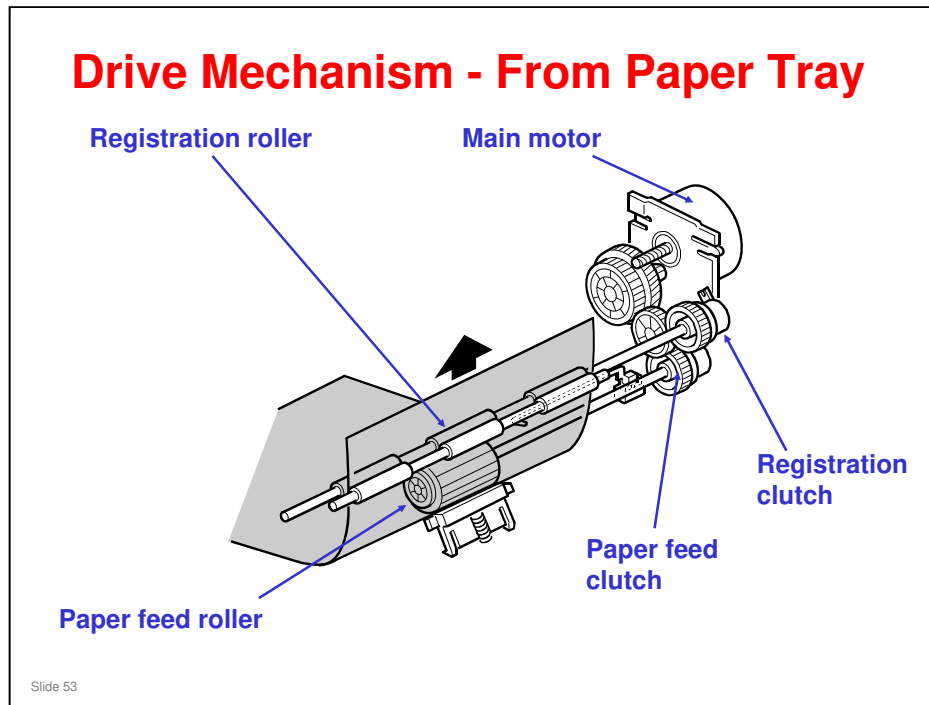 Drive Mechanism - From Paper Tray
Registration roller
Main motor
Registration
clutch
Paper feed
clutch
Paper feed roller
Slide 53